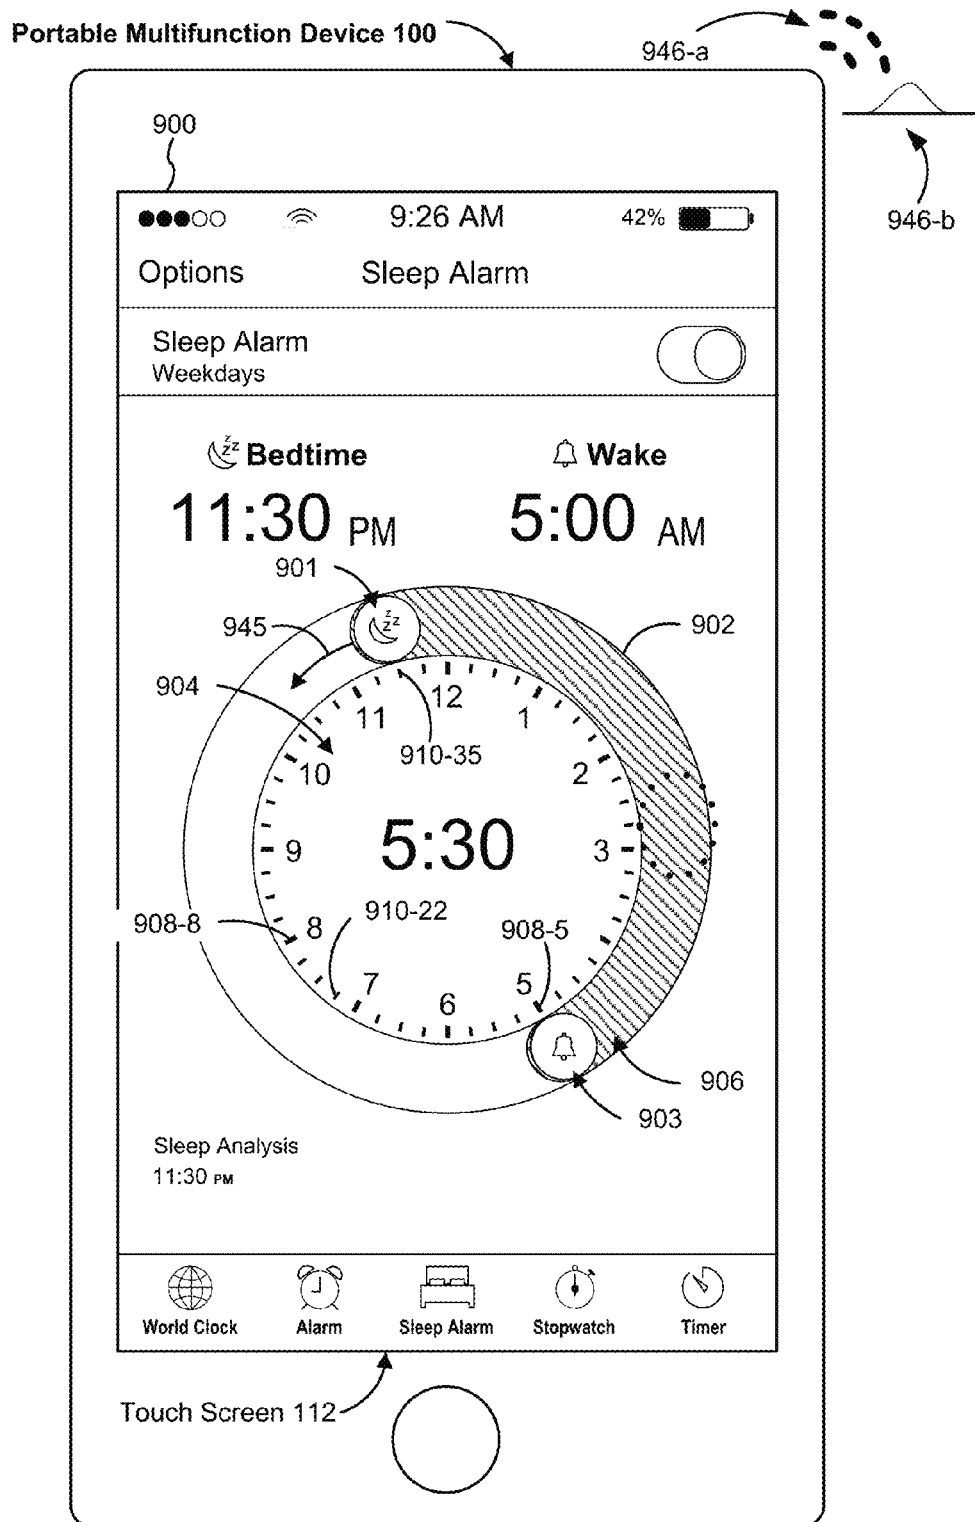 Portable Multifunction Device 100
946-a
900
946-b
9:26 AM
42%
Options
Sleep Alarm
Sleep Alarm
Weekdays
z z z Bedtime
Wake
11:30 PM
5:00 AM
901
z z z
945
902
904
12
11
1
910-35
10
2
5:30
9
3
910-22
908-8
8
908-5
7
5
6
906
903
Sleep Analysis
11:30 PM
World Clock
Alarm
Sleep Alarm
Stopwatch
Timer
Touch Screen 112